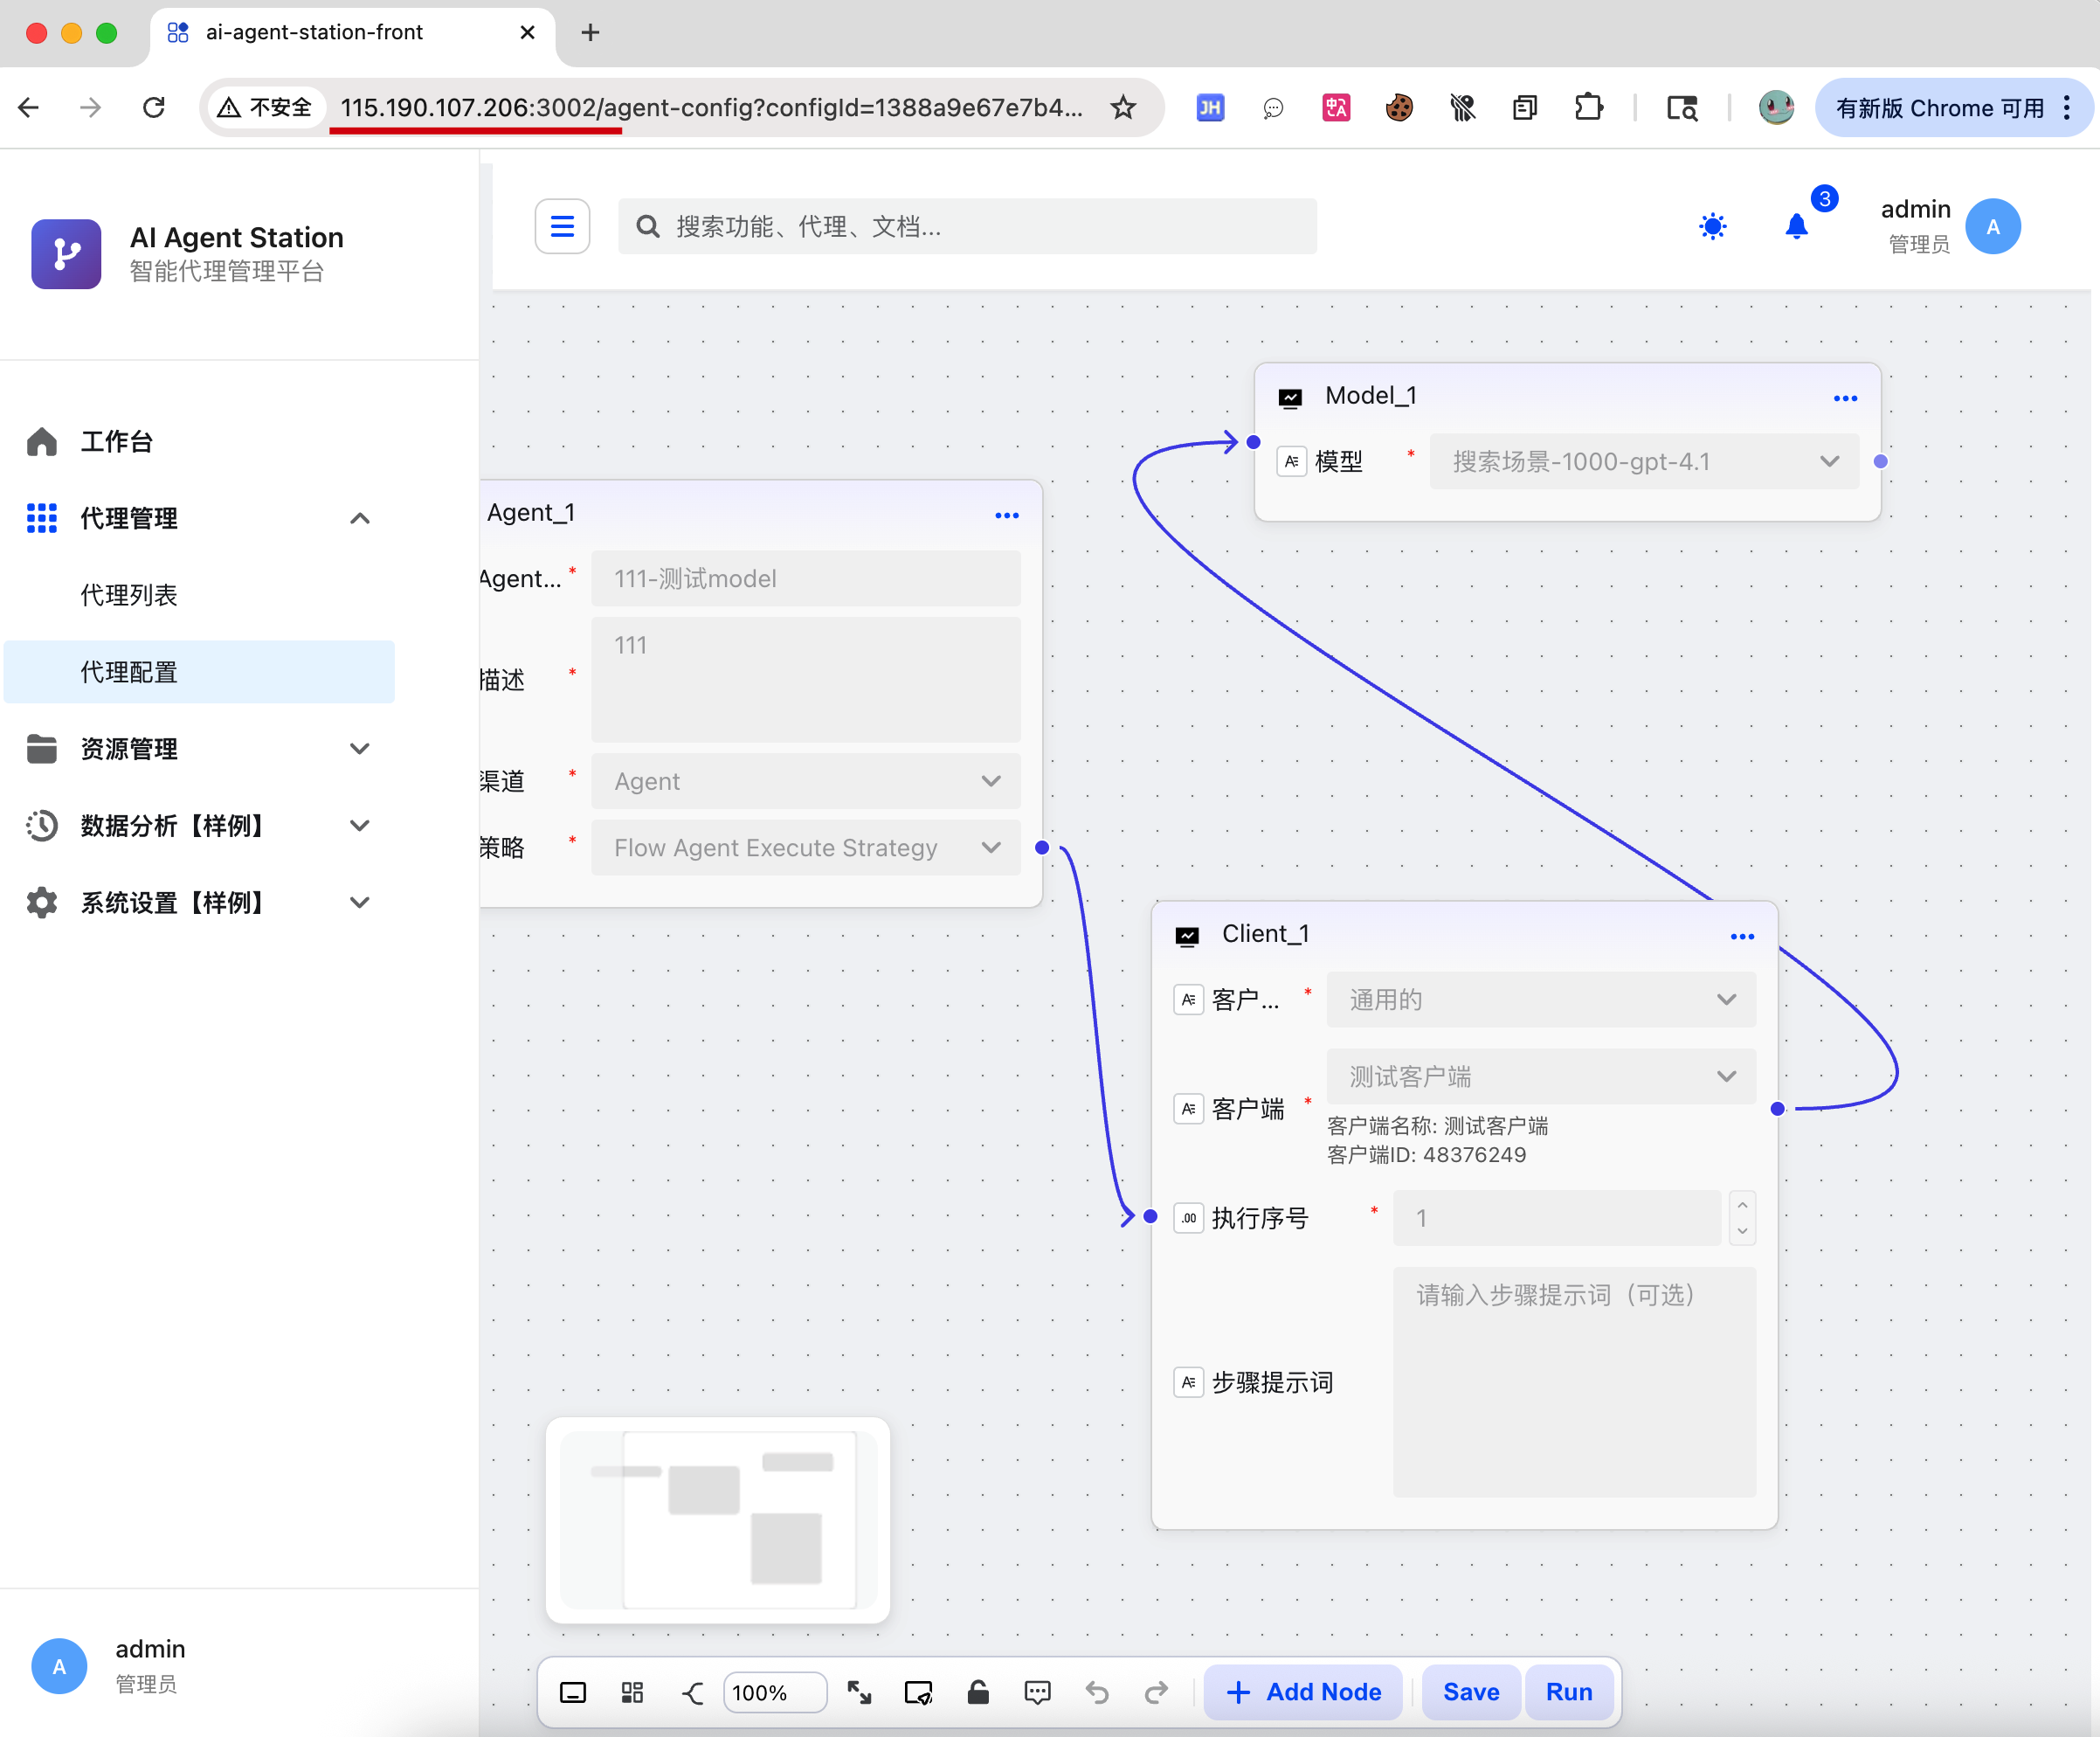 ai-agent-station-front
不安全
115.190.107.206:3002/agent-config?configId=1388a9e67e7b4...
JH
有新版 Chrome 可用
AI Agent Station
智能代理管理平台
搜索功能、代理、文档...
3
admin
管理员
A
工作台
代理管理
代理列表
代理配置
资源管理
数据分析【样例】
系统设置【样例】
Agent_1
Agent... *
111-测试model
描述 *
111
渠道 *
Agent
策略 *
Flow Agent Execute Strategy
Model_1
模型 *
搜索场景-1000-gpt-4.1
Client_1
客户... *
通用的
客户端 *
测试客户端
客户端名称: 测试客户端
客户端ID: 48376249
.00
执行序号 *
1
步骤提示词
请输入步骤提示词（可选）
A
admin
管理员
100%
Add Node
Save
Run